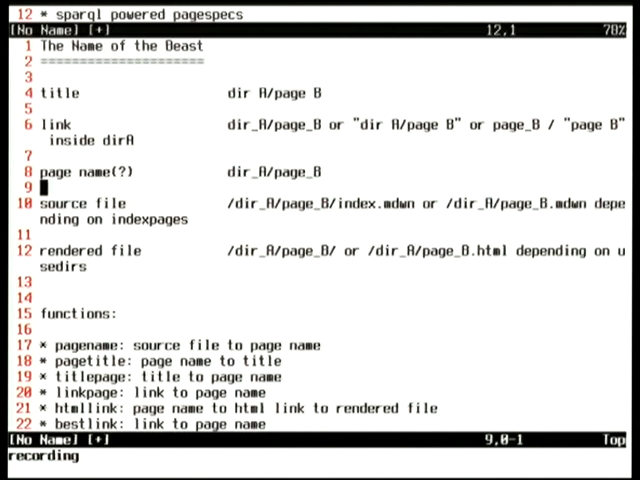 12 * sparql powered pagespecs
[No Name] [+] 12,1 70%
1 The Name of the Beast
2 =====================
3
4 title dir A/page B
5
6 link dir_A/page_B or "dir A/page B" or page_B / "page B"
inside dirA
7
8 page name(?) dir_A/page_B
9
10 source file /dir_A/page_B/index.mdwn or /dir_A/page_B.mdwn depe
nding on indexpages
11
12 rendered file /dir_A/page_B/ or /dir_A/page_B.html depending on u
sedirs
13
14
15 functions:
16
17 * pagename: source file to page name
18 * pagetitle: page name to title
19 * titlepage: title to page name
20 * linkpage: link to page name
21 * htmllink: page name to html link to rendered file
22 * bestlink: link to page name
[No Name] [+] 9,0-1 Top
recording